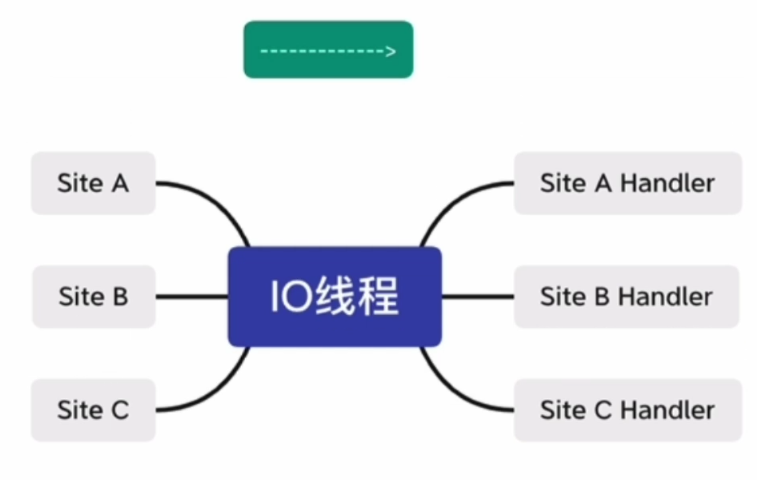 ------------->
Site A
Site A Handler
Site B
IO线程
Site B Handler
Site C
Site C Handler